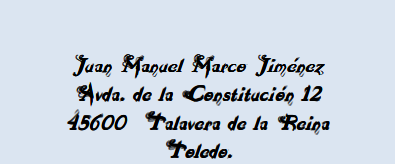 Juan Manuel Marco Jiménez
Avda. de la Constitución 12
45600 Talavera de la Reina
Toledo.